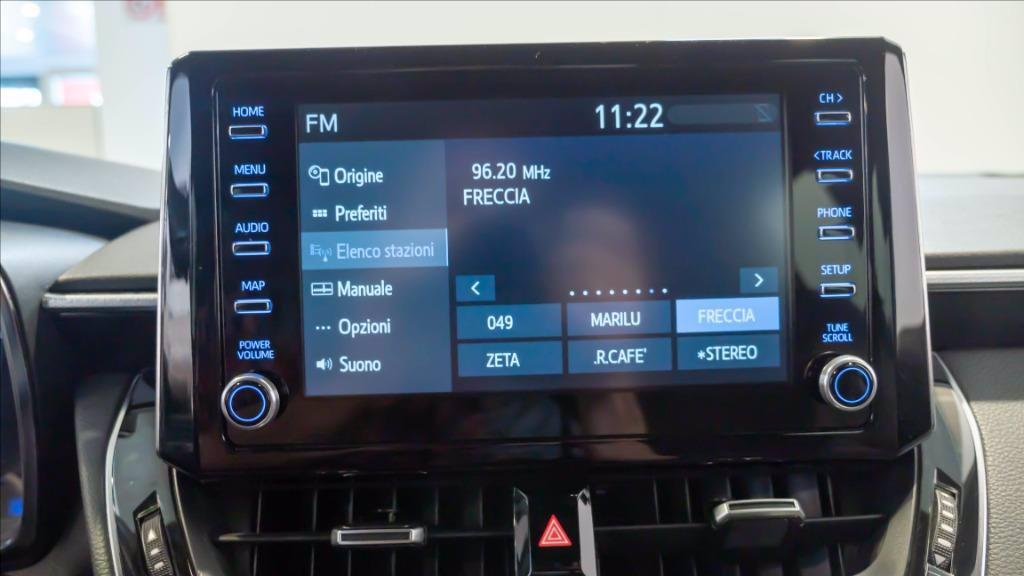 HOME
MENU
AUDIO
MAP
POWER
VOLUME
FM
11:22
Origine
Preferiti
Elenco stazioni
Manuale
Opzioni
Suono
96.20 MHz
FRECCIA
<
>
049
MARILU
FRECCIA
ZETA
.R.CAFE'
*STEREO
CH >
<TRACK
PHONE
SETUP
TUNE
SCROLL